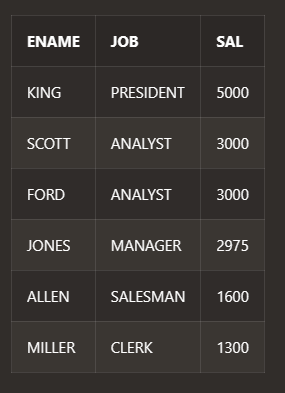 ENAME JOB SAL
KING PRESIDENT 5000
SCOTT ANALYST 3000
FORD ANALYST 3000
JONES MANAGER 2975
ALLEN SALESMAN 1600
MILLER CLERK 1300